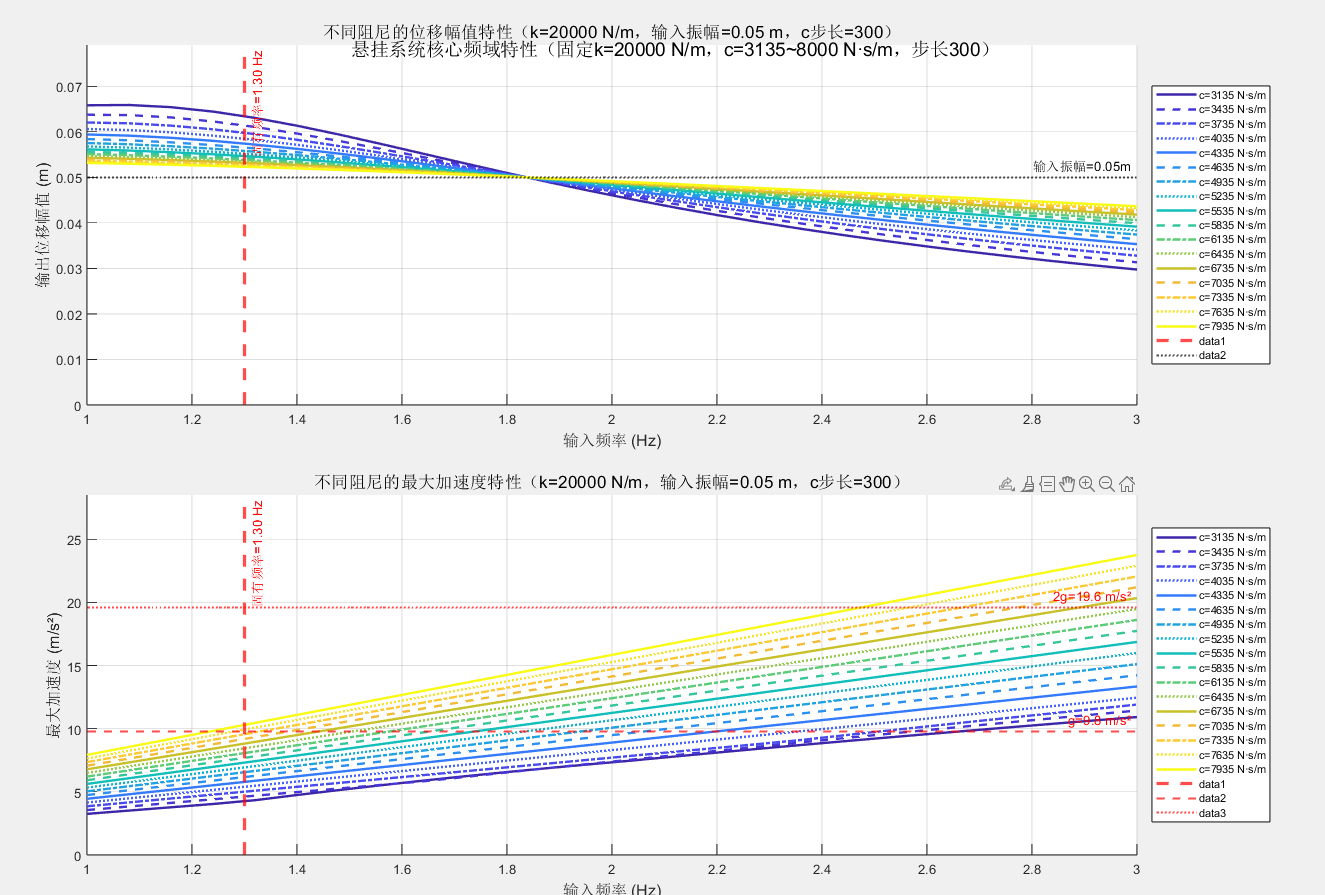 不同阻尼的位移幅值特性（k=20000 N/m，输入振幅=0.05 m，c步长=300）
悬挂系统核心频域特性（固定k=20000 N/m，c=3135~8000 N·s/m，步长300）
固有频率=1.30 Hz
输入振幅=0.05m
输出位移幅值 (m)
0.07
0.06
0.05
0.04
0.03
0.02
0.01
0
1 1.2 1.4 1.6 1.8 2 2.2 2.4 2.6 2.8 3
输入频率 (Hz)
c=3135 N·s/m
c=3435 N·s/m
c=3735 N·s/m
c=4035 N·s/m
c=4335 N·s/m
c=4635 N·s/m
c=4935 N·s/m
c=5235 N·s/m
c=5535 N·s/m
c=5835 N·s/m
c=6135 N·s/m
c=6435 N·s/m
c=6735 N·s/m
c=7035 N·s/m
c=7335 N·s/m
c=7635 N·s/m
c=7935 N·s/m
data1
data2
不同阻尼的最大加速度特性（k=20000 N/m，输入振幅=0.05 m，c步长=300）
固有频率=1.30 Hz
2g=19.6 m/s²
g=9.8 m/s²
最大加速度 (m/s²)
25
20
15
10
5
0
1 1.2 1.4 1.6 1.8 2 2.2 2.4 2.6 2.8 3
输入频率 (Hz)
c=3135 N·s/m
c=3435 N·s/m
c=3735 N·s/m
c=4035 N·s/m
c=4335 N·s/m
c=4635 N·s/m
c=4935 N·s/m
c=5235 N·s/m
c=5535 N·s/m
c=5835 N·s/m
c=6135 N·s/m
c=6435 N·s/m
c=6735 N·s/m
c=7035 N·s/m
c=7335 N·s/m
c=7635 N·s/m
c=7935 N·s/m
data1
data2
data3